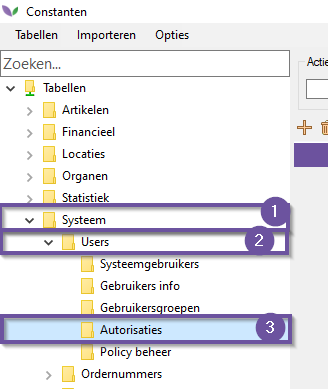 Constanten
Tabellen Importeren Opties
Zoeken...
Actie
Tabellen
Artikelen
Financieel
Locaties
Organen
Statistiek
Systeem 1
Users 2
Systeemgebruikers
Gebruikers info
Gebruikersgroepen
Autorisaties 3
Policy beheer
Ordernummers